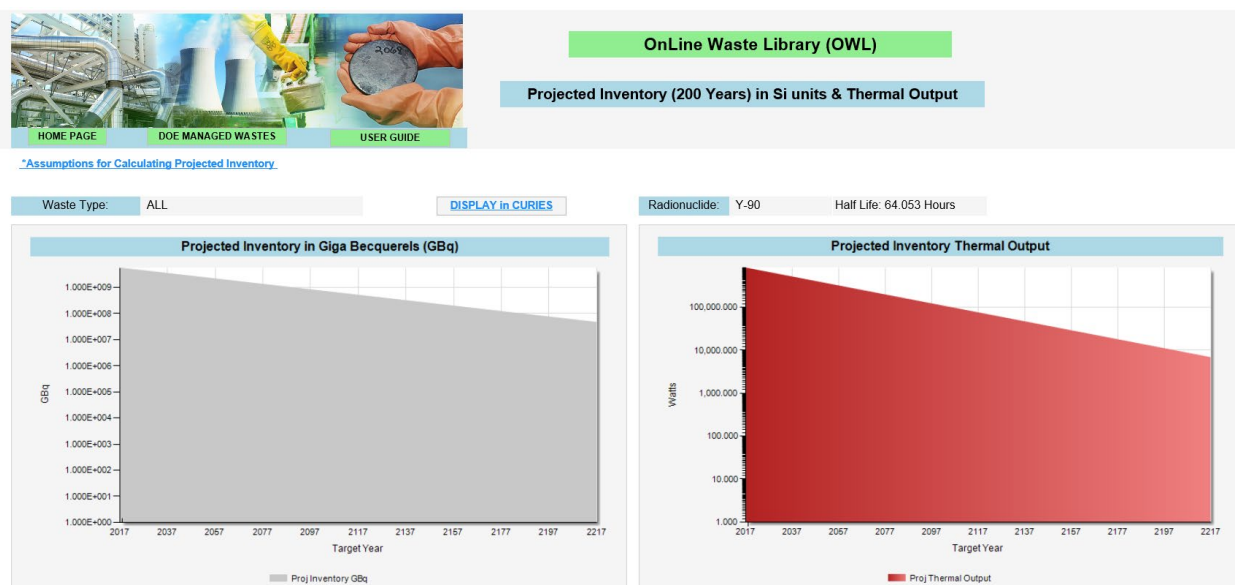 2068
OnLine Waste Library (OWL)
Projected Inventory (200 Years) in Si units & Thermal Output
HOME PAGE
DOE MANAGED WASTES
USER GUIDE
*Assumptions for Calculating Projected Inventory
Waste Type: ALL
DISPLAY in CURIES
Radionuclide: Y-90 Half Life: 64.053 Hours
Projected Inventory in Giga Becquerels (GBq)
1.000E+009
1.000E+008
1.000E+007
1.000E+006
1.000E+005
1.000E+004
1.000E+003
1.000E+002
1.000E+001
1.000E+000
GBq
2017 2037 2057 2077 2097 2117 2137 2157 2177 2197 2217
Target Year
Proj Inventory GBq
Projected Inventory Thermal Output
100,000.000
10,000.000
1,000.000
100.000
10.000
1.000
Watts
2017 2037 2057 2077 2097 2117 2137 2157 2177 2197 2217
Target Year
Proj Thermal Output